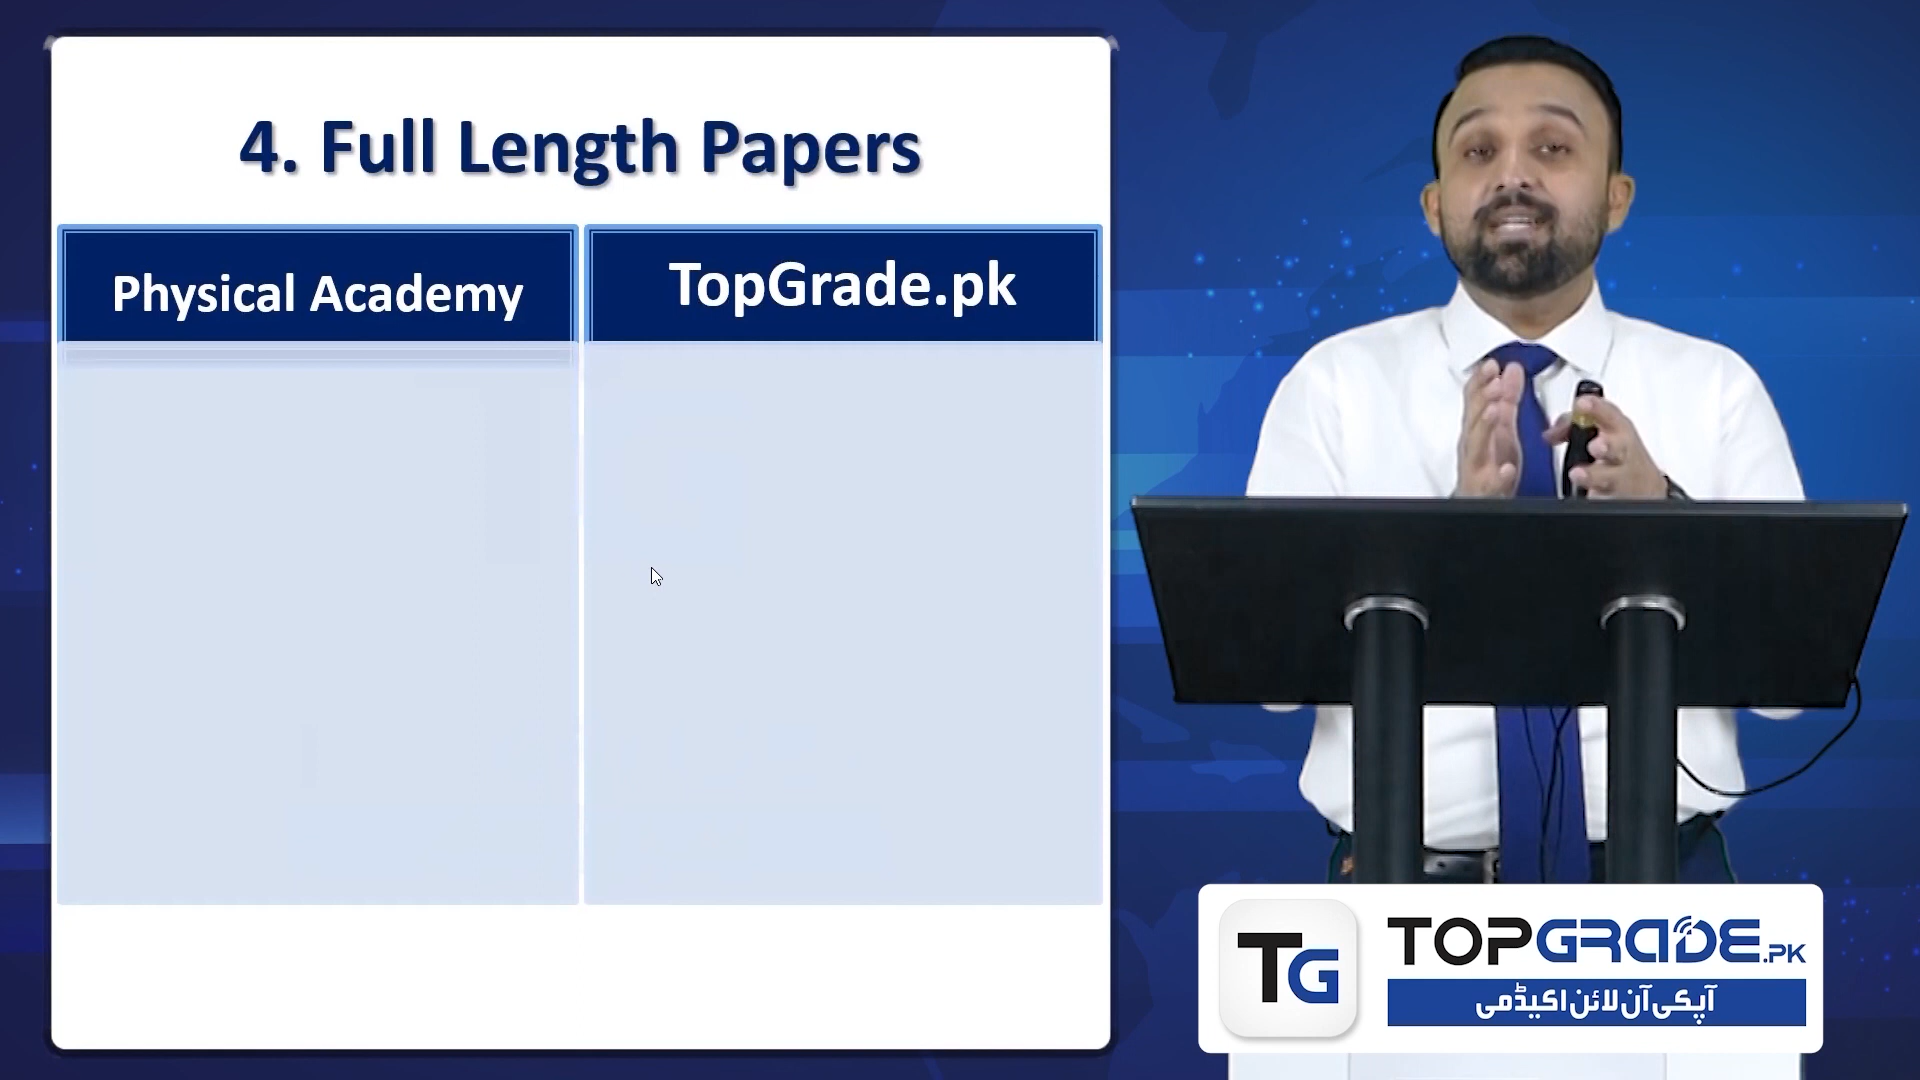 4. Full Length Papers
Physical Academy
TopGrade.pk
TG
TOPGRADE.PK
آپکی آن لائن اکیڈمی